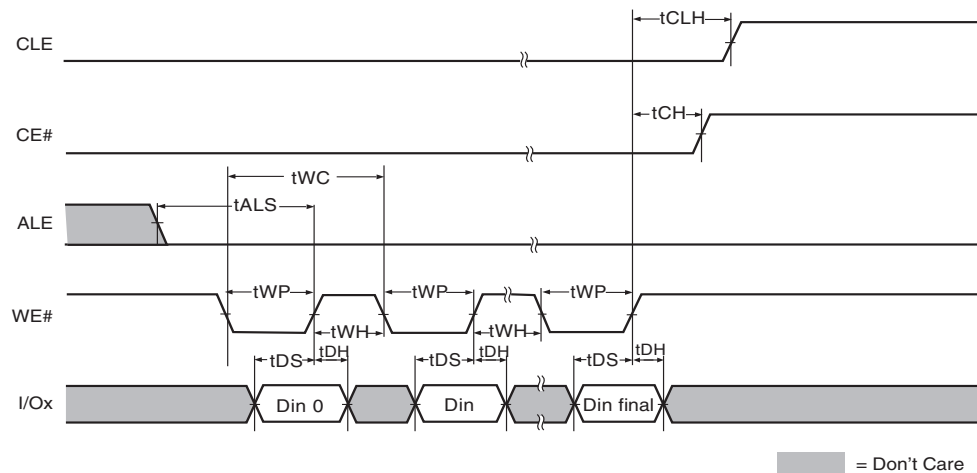 tCLH
CLE
tCH
CE#
tWC
tALS
ALE
tWP tWP tWP
WE#
tWH tWH
tDS tDH tDS tDH tDS tDH
I/Ox Din 0 Din Din final
= Don't Care